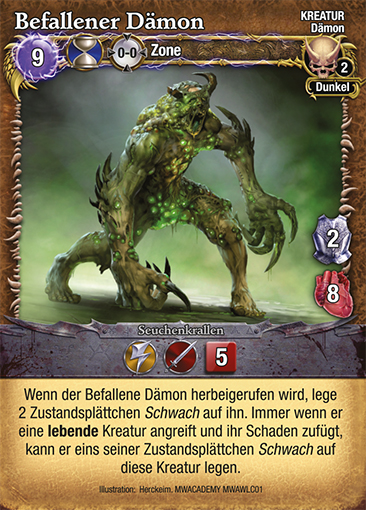 Befallener Dämon
KREATUR
Dämon
9
0-0 Zone
2
Dunkel
2
8
Seuchenkrallen
5
Wenn der Befallene Dämon herbeigerufen wird, lege
2 Zustandsplättchen Schwach auf ihn. Immer wenn er
eine lebende Kreatur angreift und ihr Schaden zufügt,
kann er eins seiner Zustandsplättchen Schwach auf
diese Kreatur legen.
Illustration: Herckeim. MWACADEMY MWAWLC01